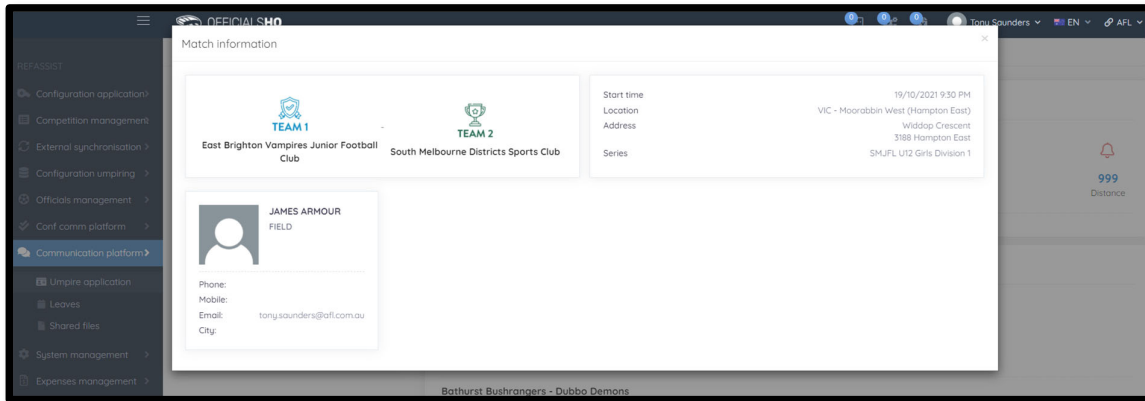 OFFICIALSHQ
0
0
0
Tony Saunders
EN
AFL
REFASSIST
Configuration application
Competition management
External synchronisation
Configuration umpiring
Officials management
Conf comm platform
Communication platform
Umpire application
Leaves
Shared files
System management
Expenses management
Match information
×
TEAM 1
East Brighton Vampires Junior Football
Club
-
TEAM 2
South Melbourne Districts Sports Club
Start time 19/10/2021 9:30 PM
Location VIC - Moorabbin West (Hampton East)
Address Widdop Crescent
3188 Hampton East
Series SMJFL U12 Girls Division 1
JAMES ARMOUR
FIELD
Phone:
Mobile:
Email: tony.saunders@afl.com.au
City:
999
Distance
Bathurst Bushrangers - Dubbo Demons